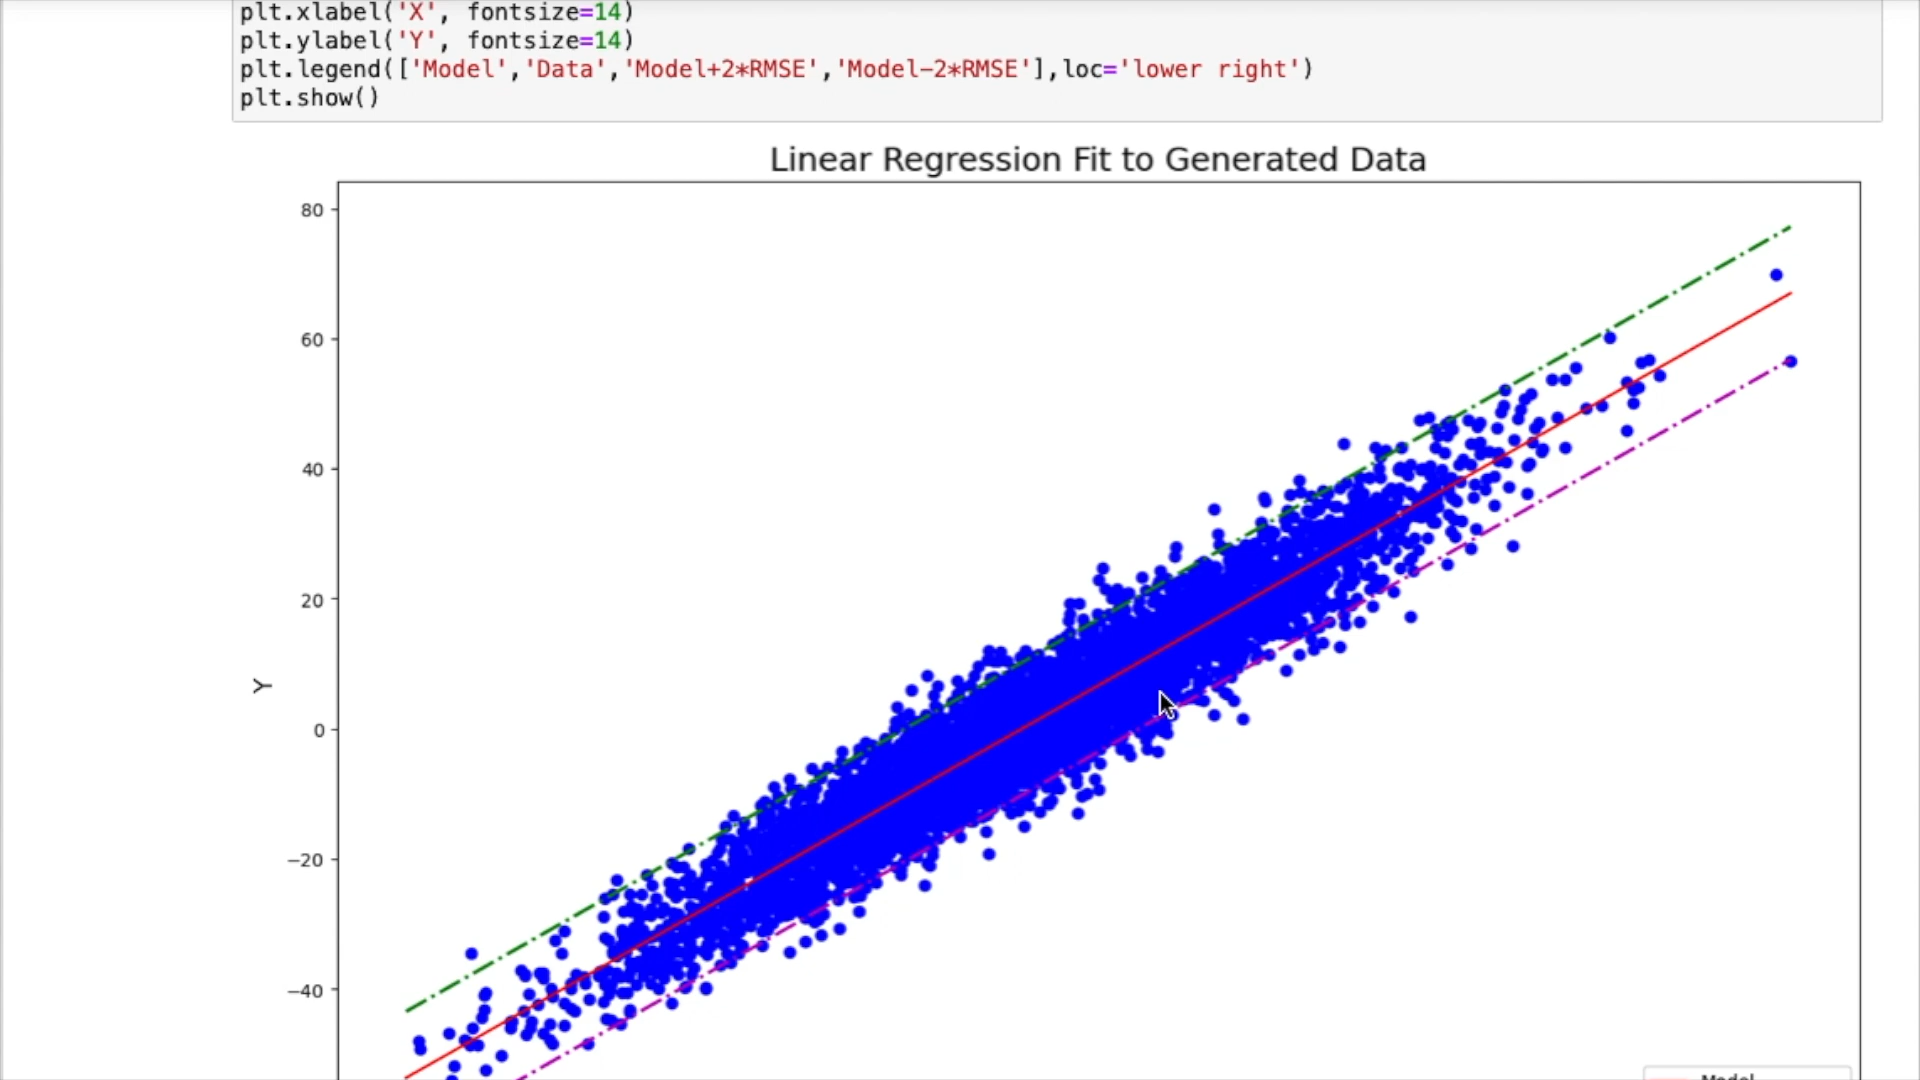 plt.xlabel('X', fontsize=14)
plt.ylabel('Y', fontsize=14)
plt.legend(['Model','Data','Model+2*RMSE','Model-2*RMSE'],loc='lower right')
plt.show()
Linear Regression Fit to Generated Data
80
60
40
20
0
−20
−40
Y
Model